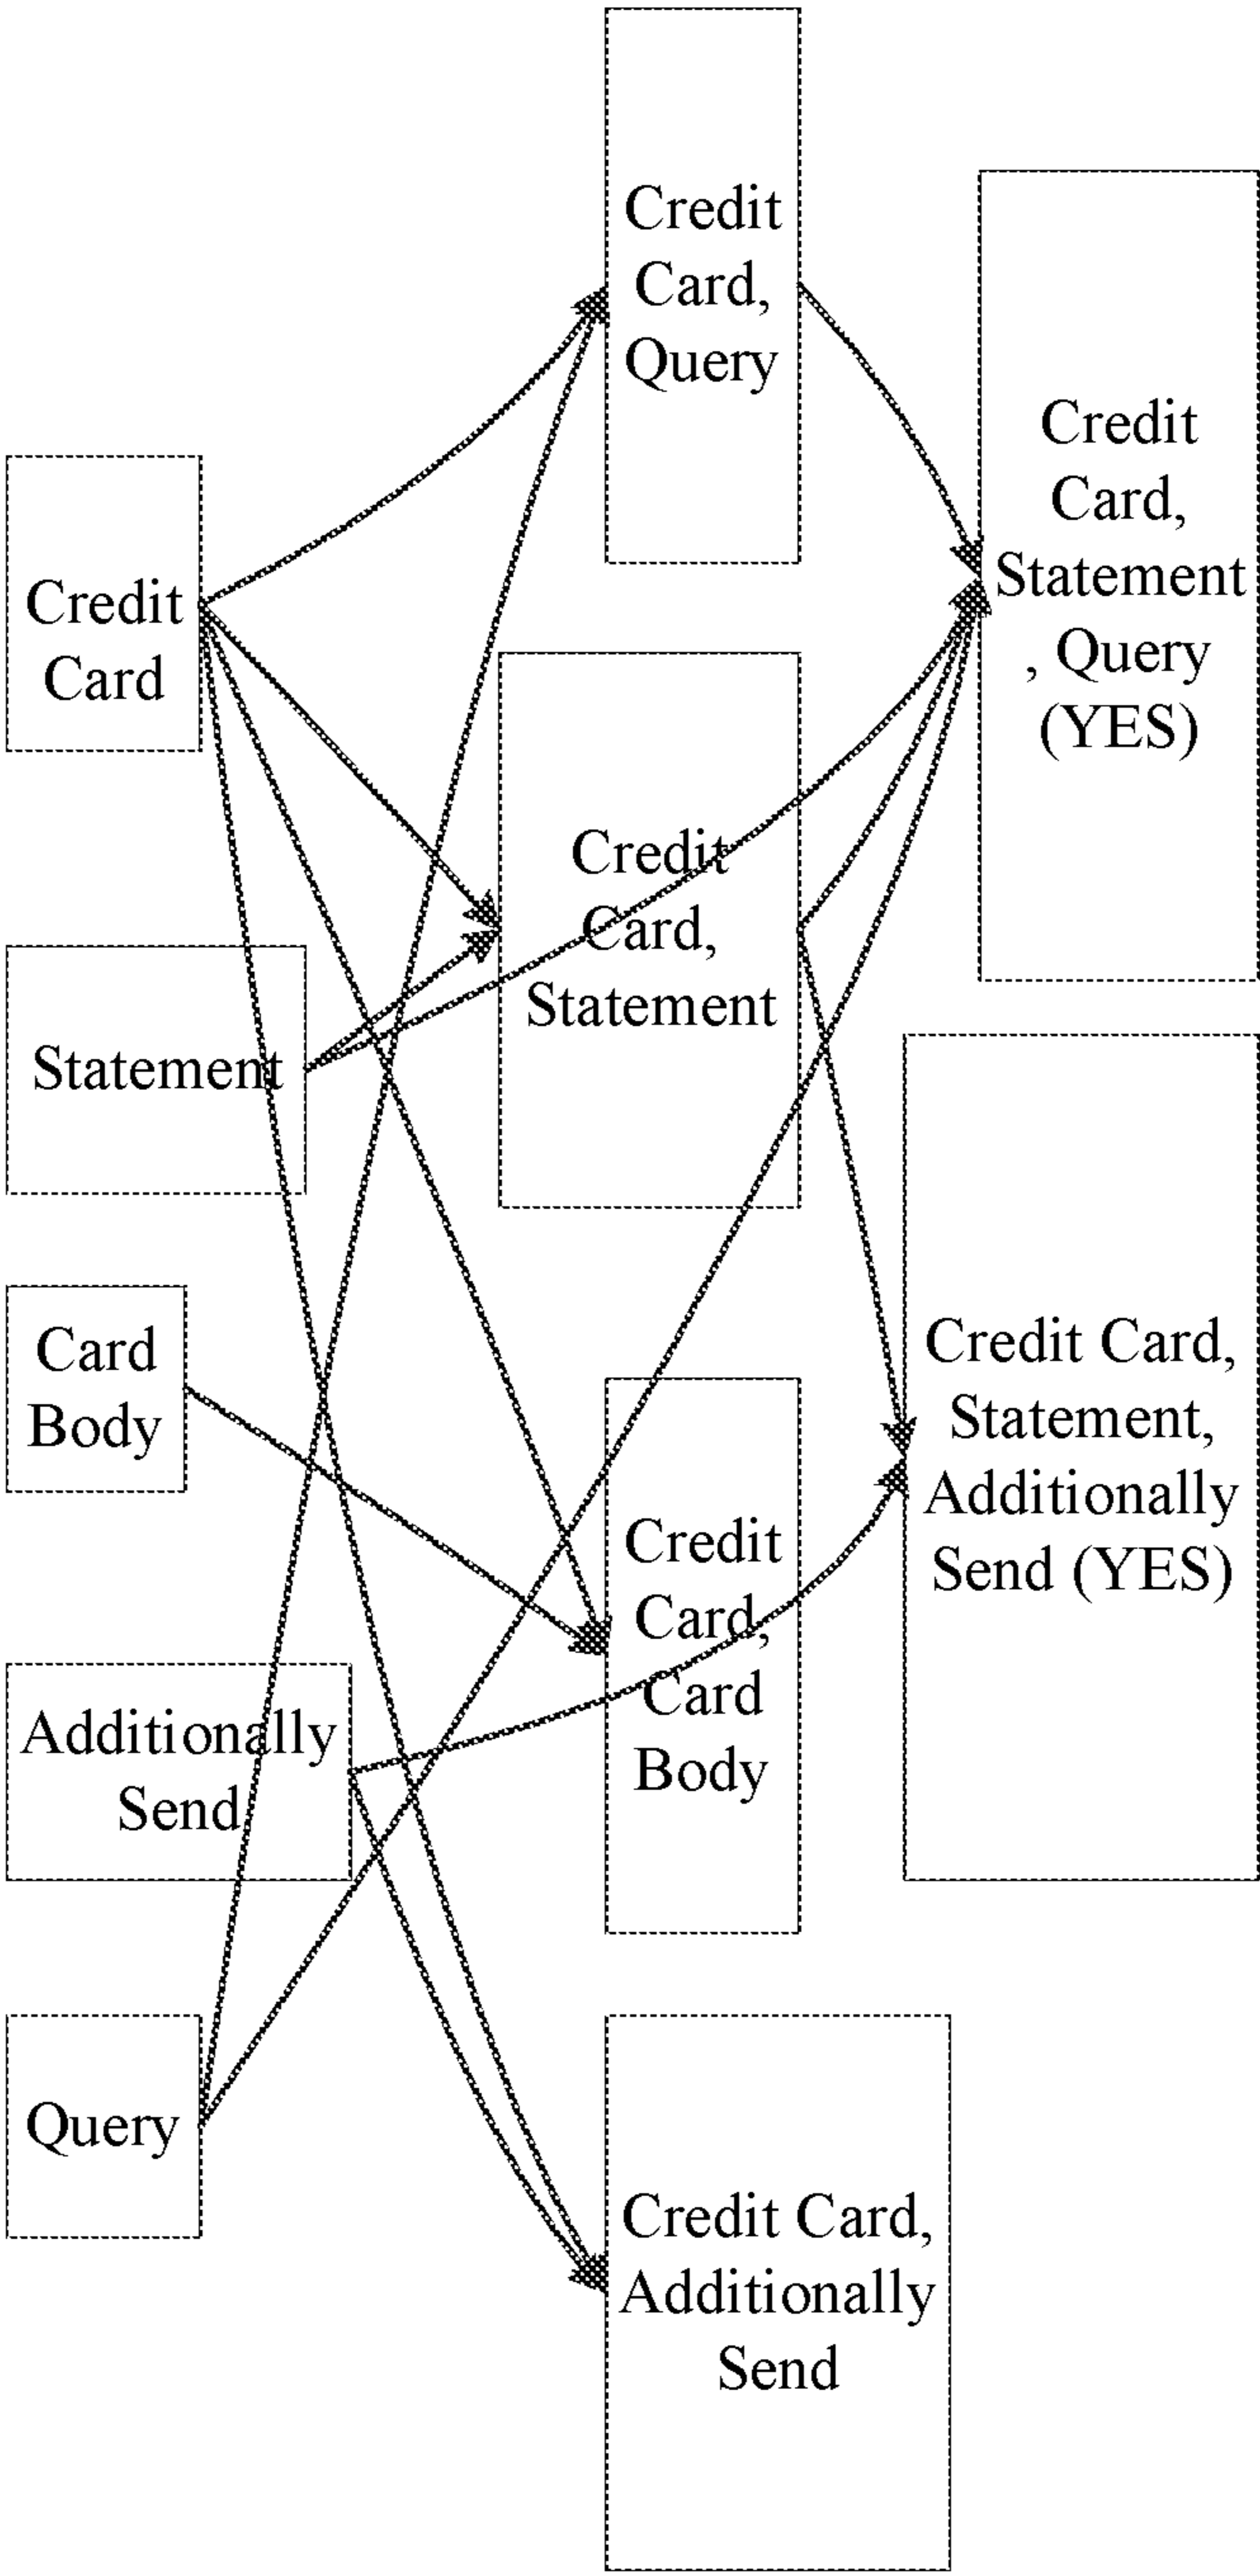 Credit
Card
Statement
Card
Body
Additionally
Send
Query
Credit
Card,
Query
Credit
Card,
Statement
Credit
Card,
Card
Body
Credit Card,
Additionally
Send
Credit
Card,
Statement
, Query
(YES)
Credit Card,
Statement,
Additionally
Send (YES)